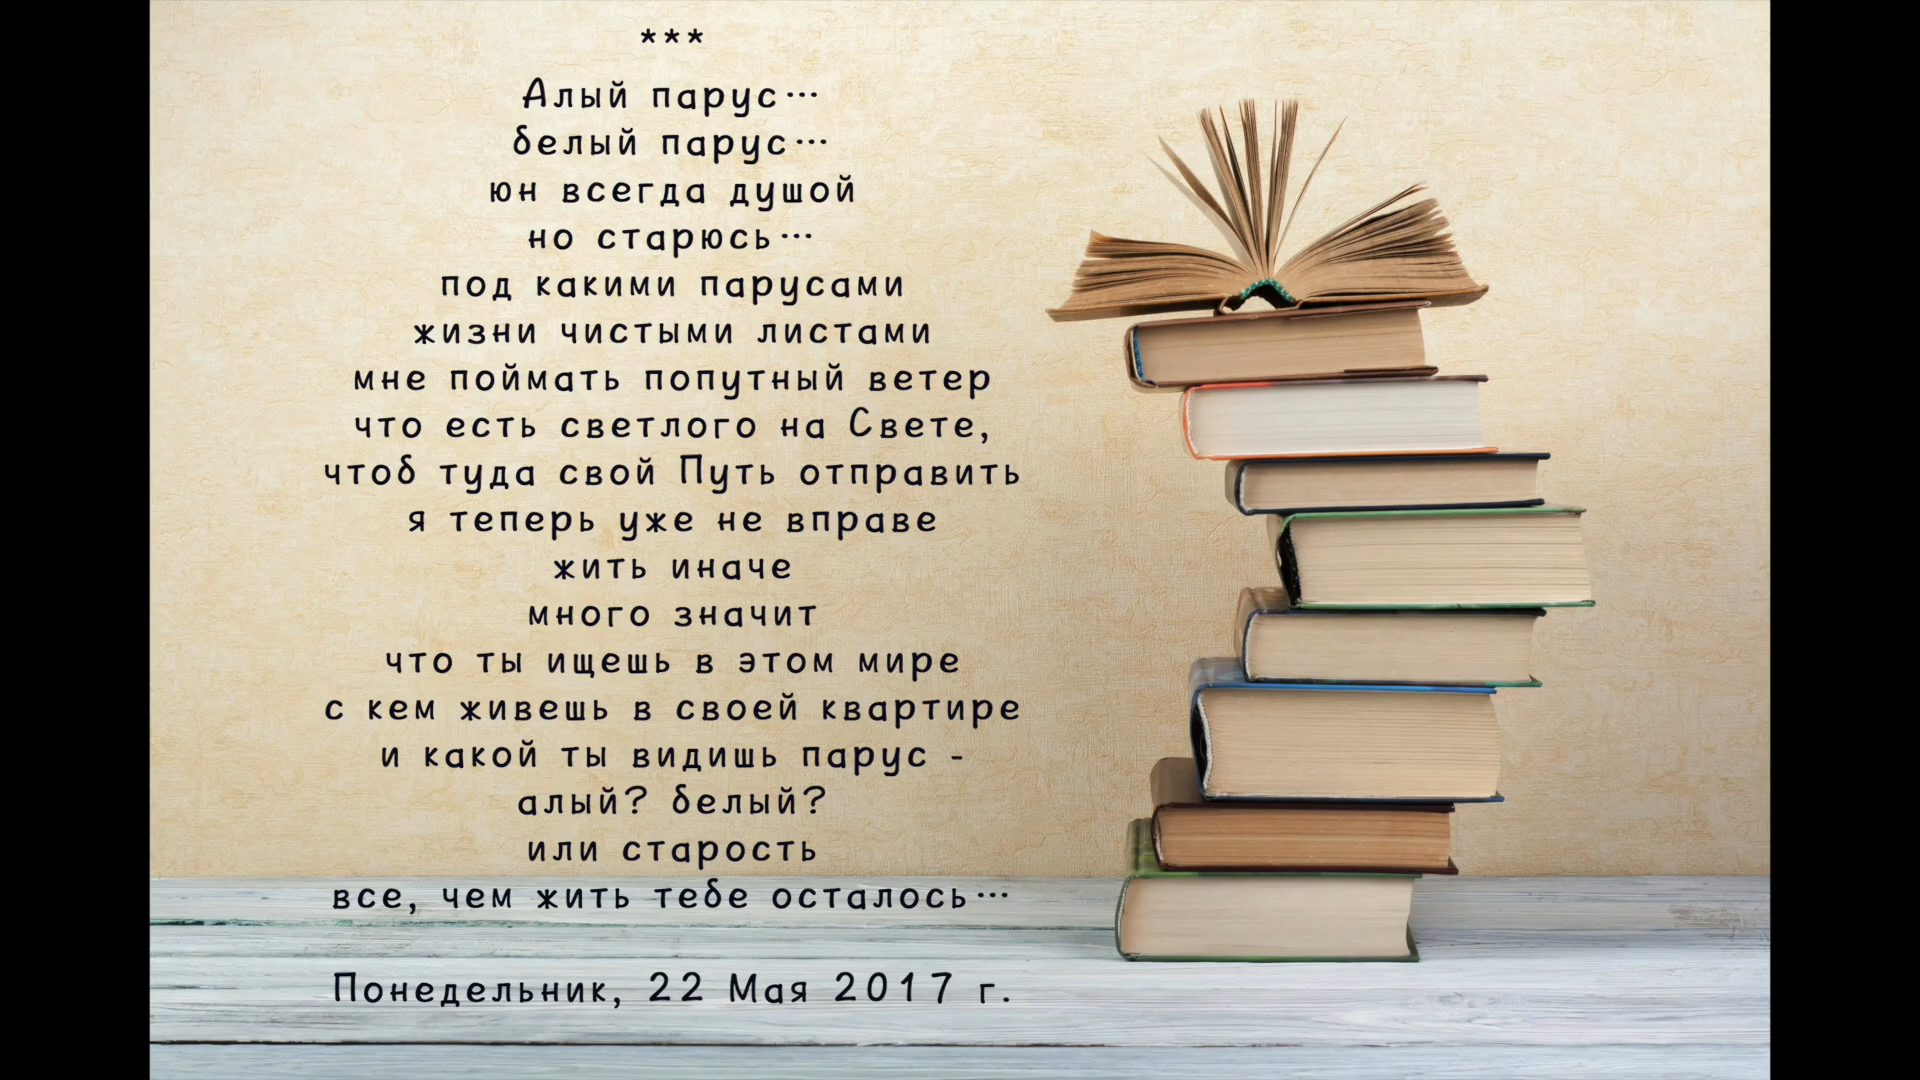 ***
Алый парус...
белый парус...
юн всегда душой
но старюсь...
под какими парусами
жизни чистыми листами
мне поймать попутный ветер
что есть светлого на Свете,
чтоб туда свой Путь отправить
я теперь уже не вправе
жить иначе
много значит
что ты ищешь в этом мире
с кем живешь в своей квартире
и какой ты видишь парус -
алый? белый?
или старость
все, чем жить тебе осталось...
Понедельник, 22 Мая 2017 г.